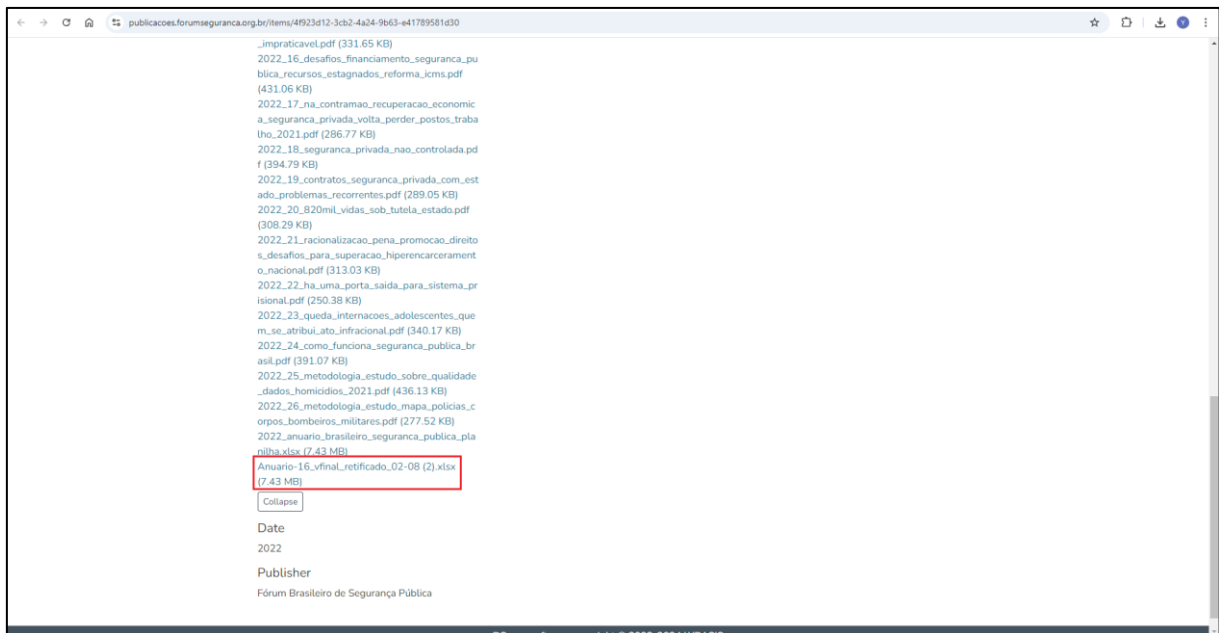 publicacoes.forumseguranca.org.br/items/4f923d12-3cb2-4a24-9b63-e41789581d30
_impraticavel.pdf (331.65 KB)
2022_16_desafios_financiamento_seguranca_pu
blica_recursos_estagnados_reforma_icms.pdf
(431.06 KB)
2022_17_na_contramao_recuperacao_economic
a_seguranca_privada_volta_perder_postos_traba
lho_2021.pdf (286.77 KB)
2022_18_seguranca_privada_nao_controlada.pd
f (394.79 KB)
2022_19_contratos_seguranca_privada_com_est
ado_problemas_recorrentes.pdf (289.05 KB)
2022_20_820mil_vidas_sob_tutela_estado.pdf
(308.29 KB)
2022_21_racionalizacao_pena_promocao_direito
s_desafios_para_superacao_hiperencarcerament
o_nacional.pdf (313.03 KB)
2022_22_ha_uma_porta_saida_para_sistema_pr
isional.pdf (250.38 KB)
2022_23_queda_internacoes_adolescentes_que
m_se_atribui_ato_infracional.pdf (340.17 KB)
2022_24_como_funciona_seguranca_publica_br
asil.pdf (391.07 KB)
2022_25_metodologia_estudo_sobre_qualidade
_dados_homicidios_2021.pdf (436.13 KB)
2022_26_metodologia_estudo_mapa_policias_c
orpos_bombeiros_militares.pdf (277.52 KB)
2022_anuario_brasileiro_seguranca_publica_pla
nilha.xlsx (7.43 MB)
Anuario-16_vfinal_retificado_02-08 (2).xlsx
(7.43 MB)
Collapse
Date
2022
Publisher
Fórum Brasileiro de Segurança Pública